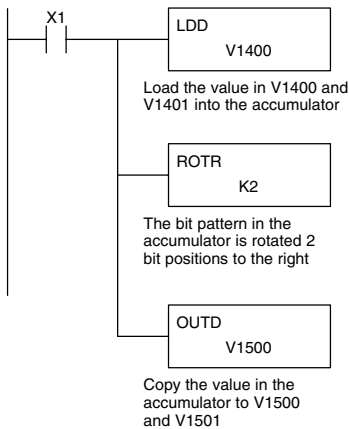 X1
LDD
V1400
Load the value in V1400 and
V1401 into the accumulator
ROTR
K2
The bit pattern in the
accumulator is rotated 2
bit positions to the right
OUTD
V1500
Copy the value in the
accumulator to V1500
and V1501